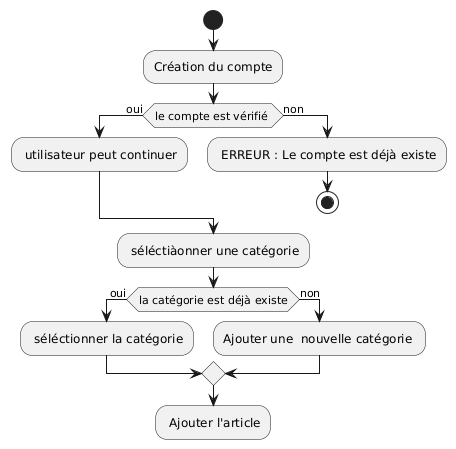 Création du compte
oui
le compte est vérifié
non
utilisateur peut continuer
ERREUR : Le compte est déjà existe
séléctiàonner une catégorie
oui
la catégorie est déjà existe
non
séléctionner la catégorie
Ajouter une  nouvelle catégorie
Ajouter l'article